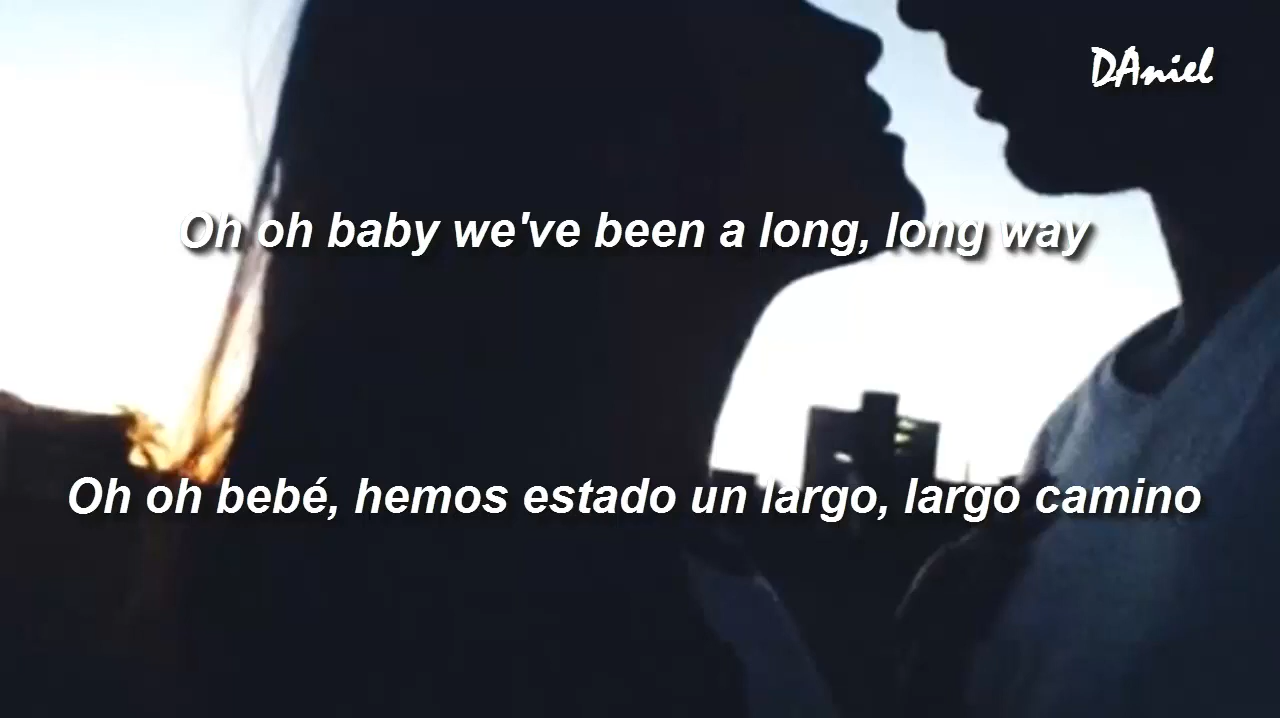 DAniel
Oh oh baby we've been a long, long way
Oh oh bebé, hemos estado un largo, largo camino